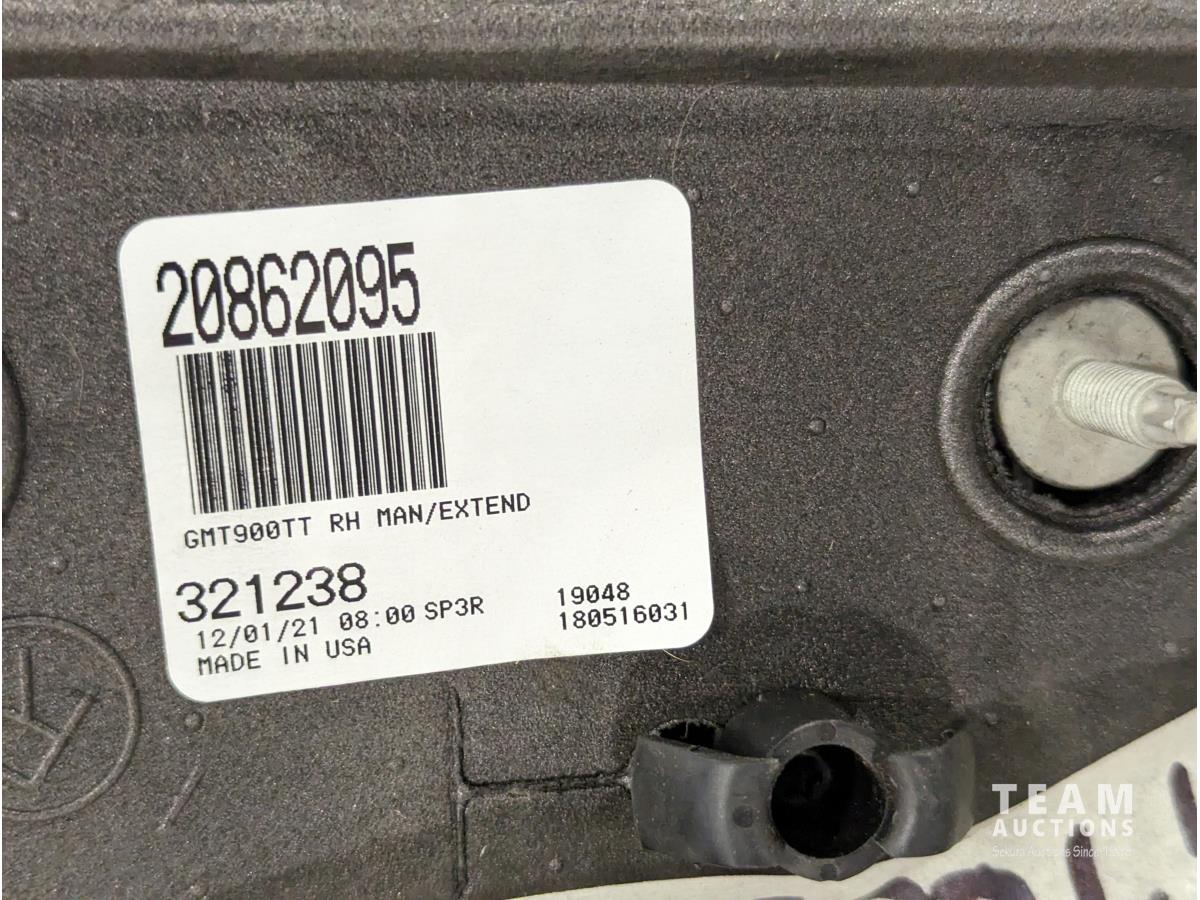 20862095
GMT900TT RH MAN/EXTEND
321238
12/01/21 08:00 SP3R
MADE IN USA
19048
180516031
TEAM
AUCTIONS